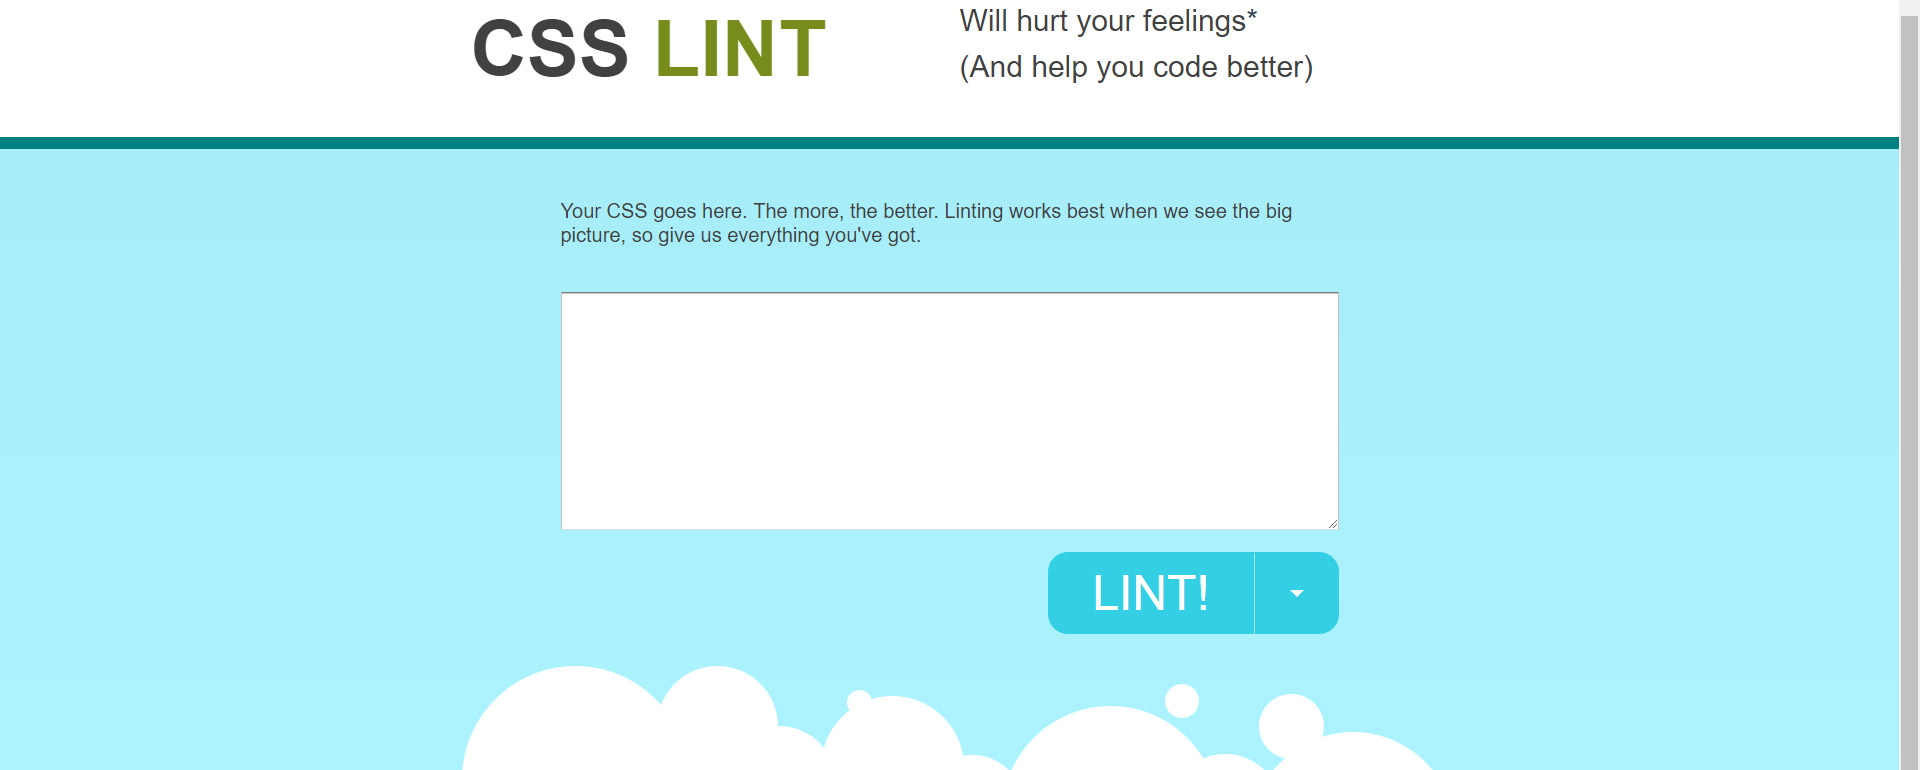 CSS LINT
Will hurt your feelings*
(And help you code better)
Your CSS goes here. The more, the better. Linting works best when we see the big
picture, so give us everything you've got.
LINT!